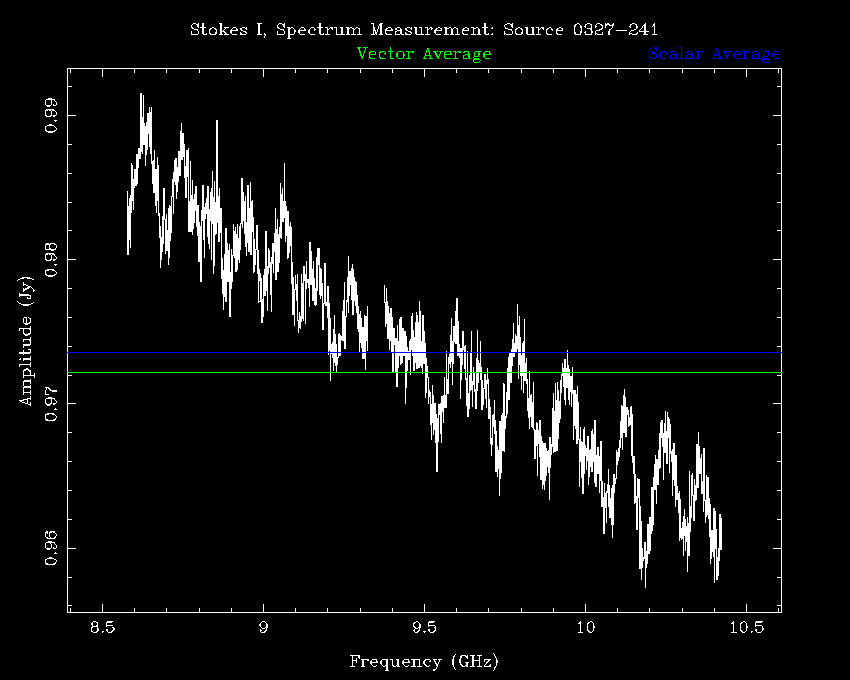 Stokes I, Spectrum Measurement: Source 0327−241
Vector Average Scalar Average
0.99
0.98
0.97
0.96
Amplitude (Jy)
8.5 9 9.5 10 10.5
Frequency (GHz)